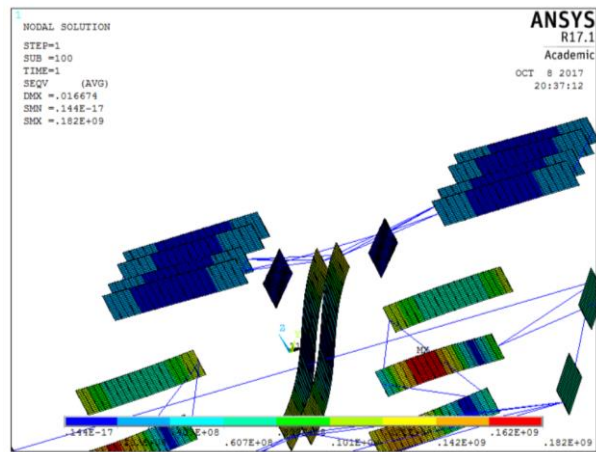 1
NODAL SOLUTION
STEP=1
SUB =100
TIME=1
SEQV (AVG)
DMX =.016674
SMN =.144E-17
SMX =.182E+09
ANSYS
R17.1
Academic
OCT 8 2017
20:37:12
MX
.144E-17
.607E+08
.101E+09
.142E+09
.162E+09
.182E+09